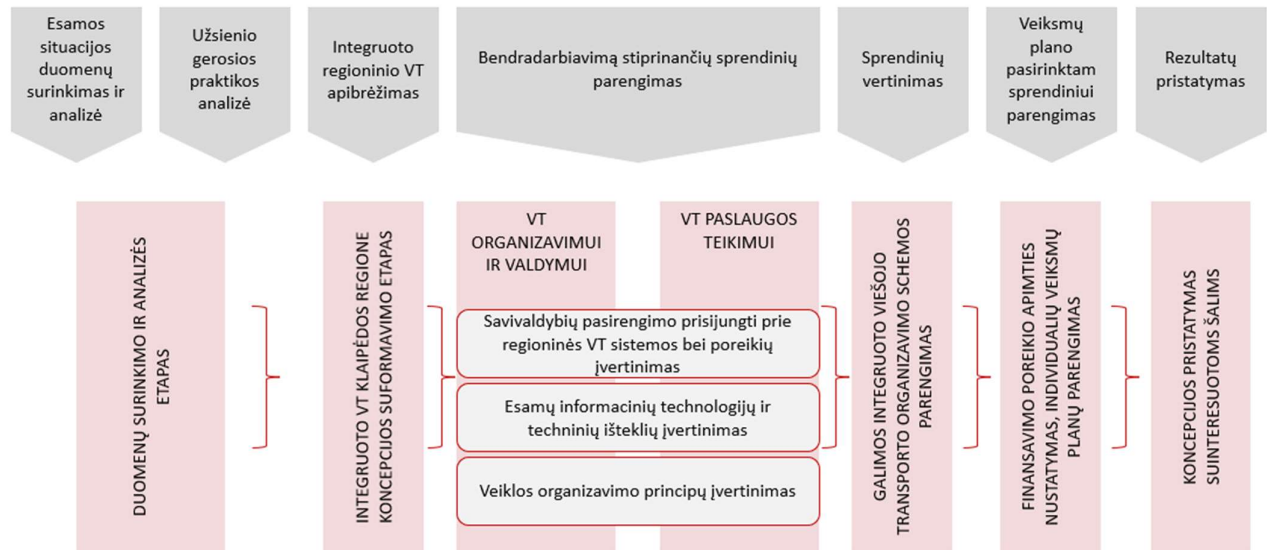 Esamos
situacijos
duomenų
surinkimas ir
analizė
Užsienio
gerosios
praktikos
analizė
Integruoto
regioninio VT
apibrėžimas
Bendradarbiavimą stiprinančių sprendinių
parengimas
Sprendinių
vertinimas
Veiksmų
plano
pasirinktam
sprendiniui
parengimas
Rezultatų
pristatymas
DUOMENŲ SURINKIMO IR ANALIZĖS
ETAPAS
INTEGRUOTO VT KLAIPĖDOS REGIONE
KONCEPCIJOS SUFORMAVIMO ETAPAS
VT
ORGANIZAVIMUI
IR VALDYMUI
VT PASLAUGOS
TEIKIMUI
Savivaldybių pasirengimo prisijungti prie
regioninės VT sistemos bei poreikių
įvertinimas
Esamų informacinių technologijų ir
techninių išteklių įvertinimas
Veiklos organizavimo principų įvertinimas
GALIMOS INTEGRUOTO VIEŠOJO
TRANSPORTO ORGANIZAVIMO SCHEMOS
PARENGIMAS
FINANSAVIMO POREIKIO APIMTIES
NUSTATYMAS, INDIVIDUALIŲ VEIKSMŲ
PLANŲ PARENGIMAS
KONCEPCIJOS PRISTATYMAS
SUINTERESUOTOMS ŠALIMS